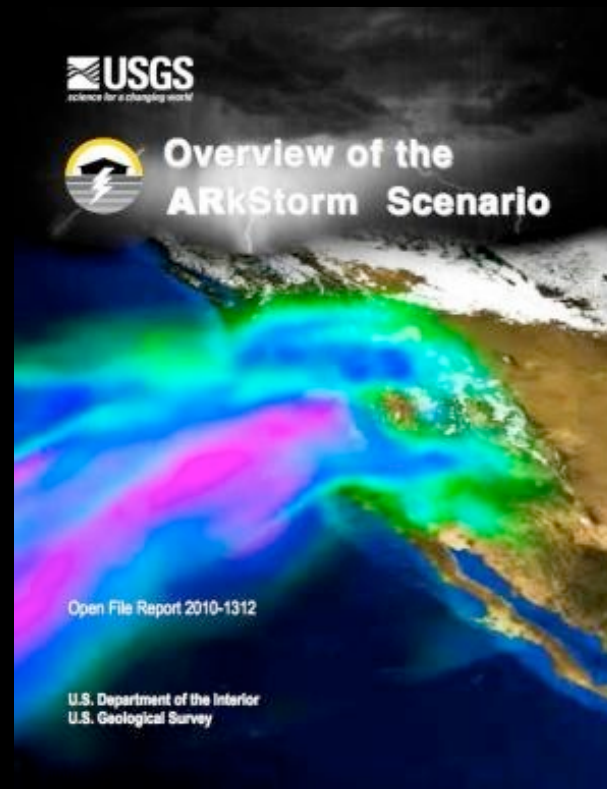 USGS
science for a changing world
Overview of the
ARkStorm Scenario
Open File Report 2010-1312
U.S. Department of the Interior
U.S. Geological Survey